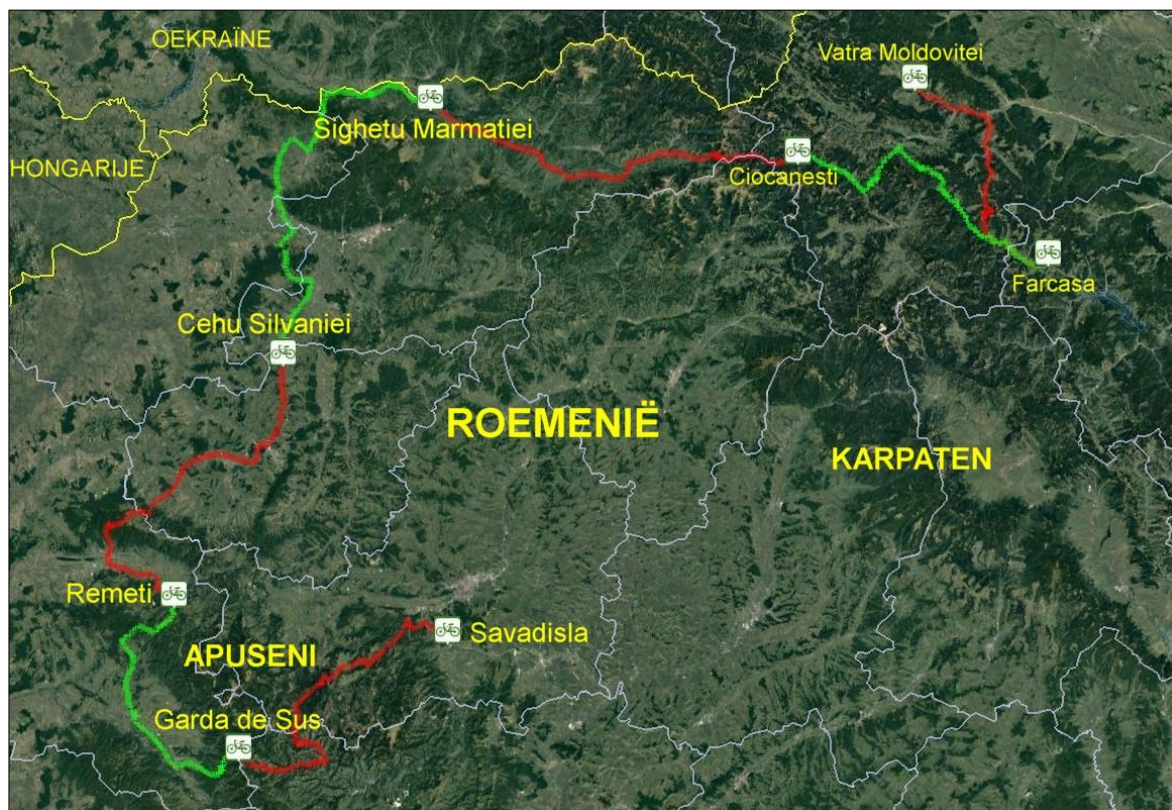 OEKRAÏNE
Vatra Moldovitei
Sighetu Marmatiei
HONGARIJE
Ciocanesti
Farcasa
Cehu Silvaniei
ROEMENIË
KARPATEN
Remeti
Savadisla
APUSENI
Garda de Sus